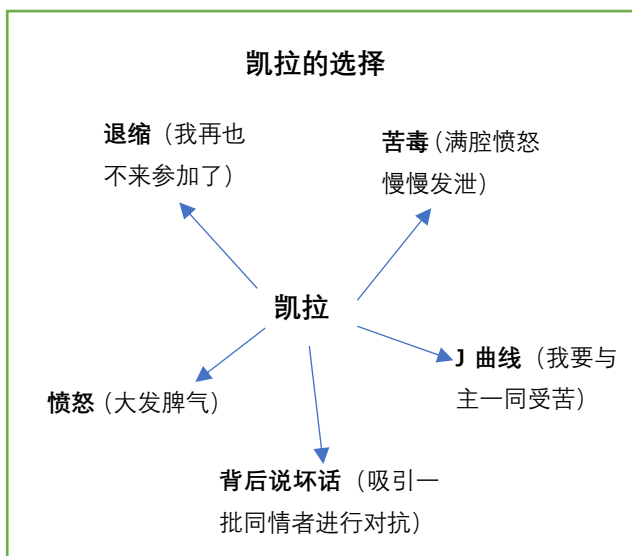 凯拉的选择
退缩（我再也
不来参加了）
苦毒（满腔愤怒
慢慢发泄）
凯拉
J 曲线（我要与
主一同受苦）
愤怒（大发脾气）
背后说坏话（吸引一
批同情者进行对抗）